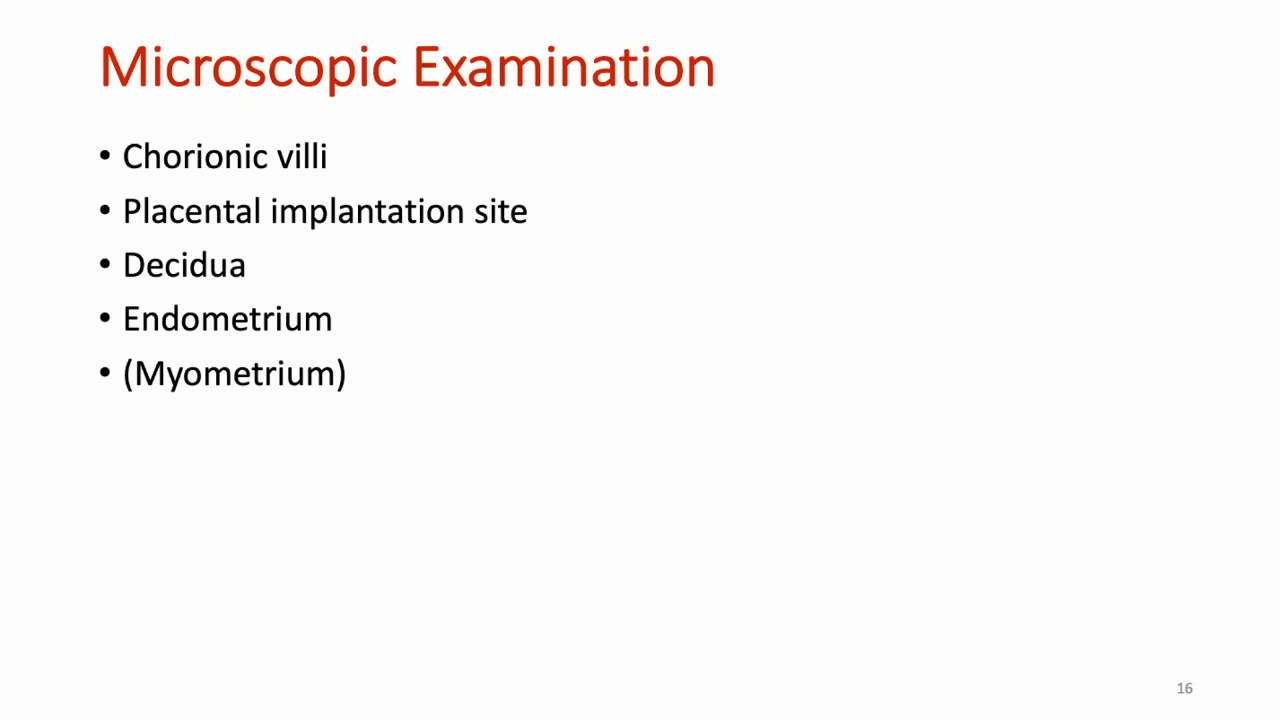 Microscopic Examination
• Chorionic villi
• Placental implantation site
• Decidua
• Endometrium
• (Myometrium)
16